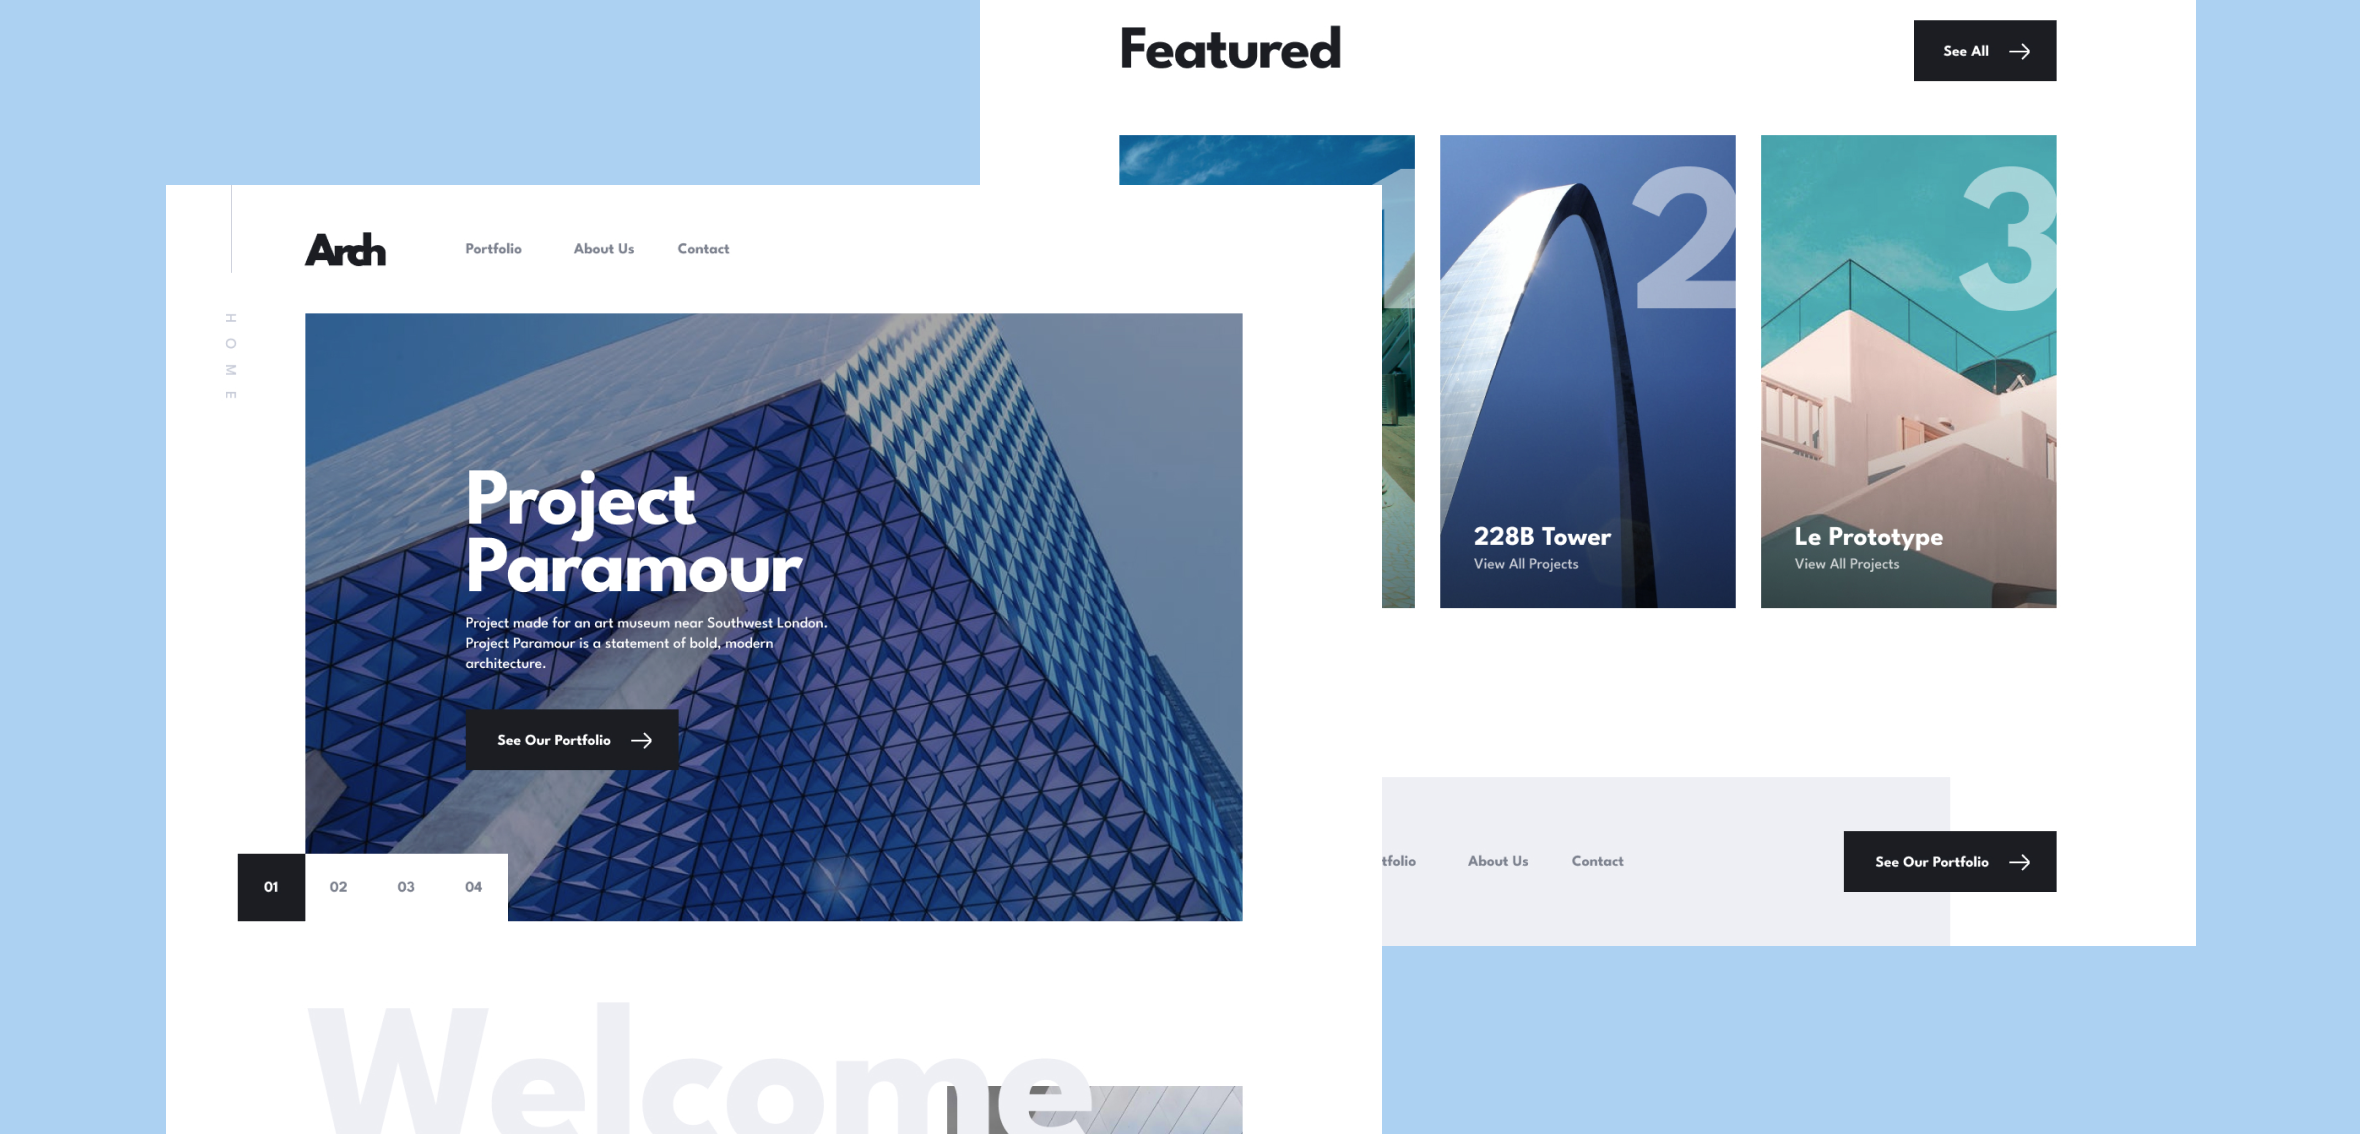 Featured
See All
1
2
3
228B Tower
View All Projects
Le Prototype
View All Projects
Arch
Portfolio
About Us
Contact
HOME
Project
Paramour
Project made for an art museum near Southwest London.
Project Paramour is a statement of bold, modern
architecture.
See Our Portfolio
01
02
03
04
tfolio
About Us
Contact
See Our Portfolio
Welcome